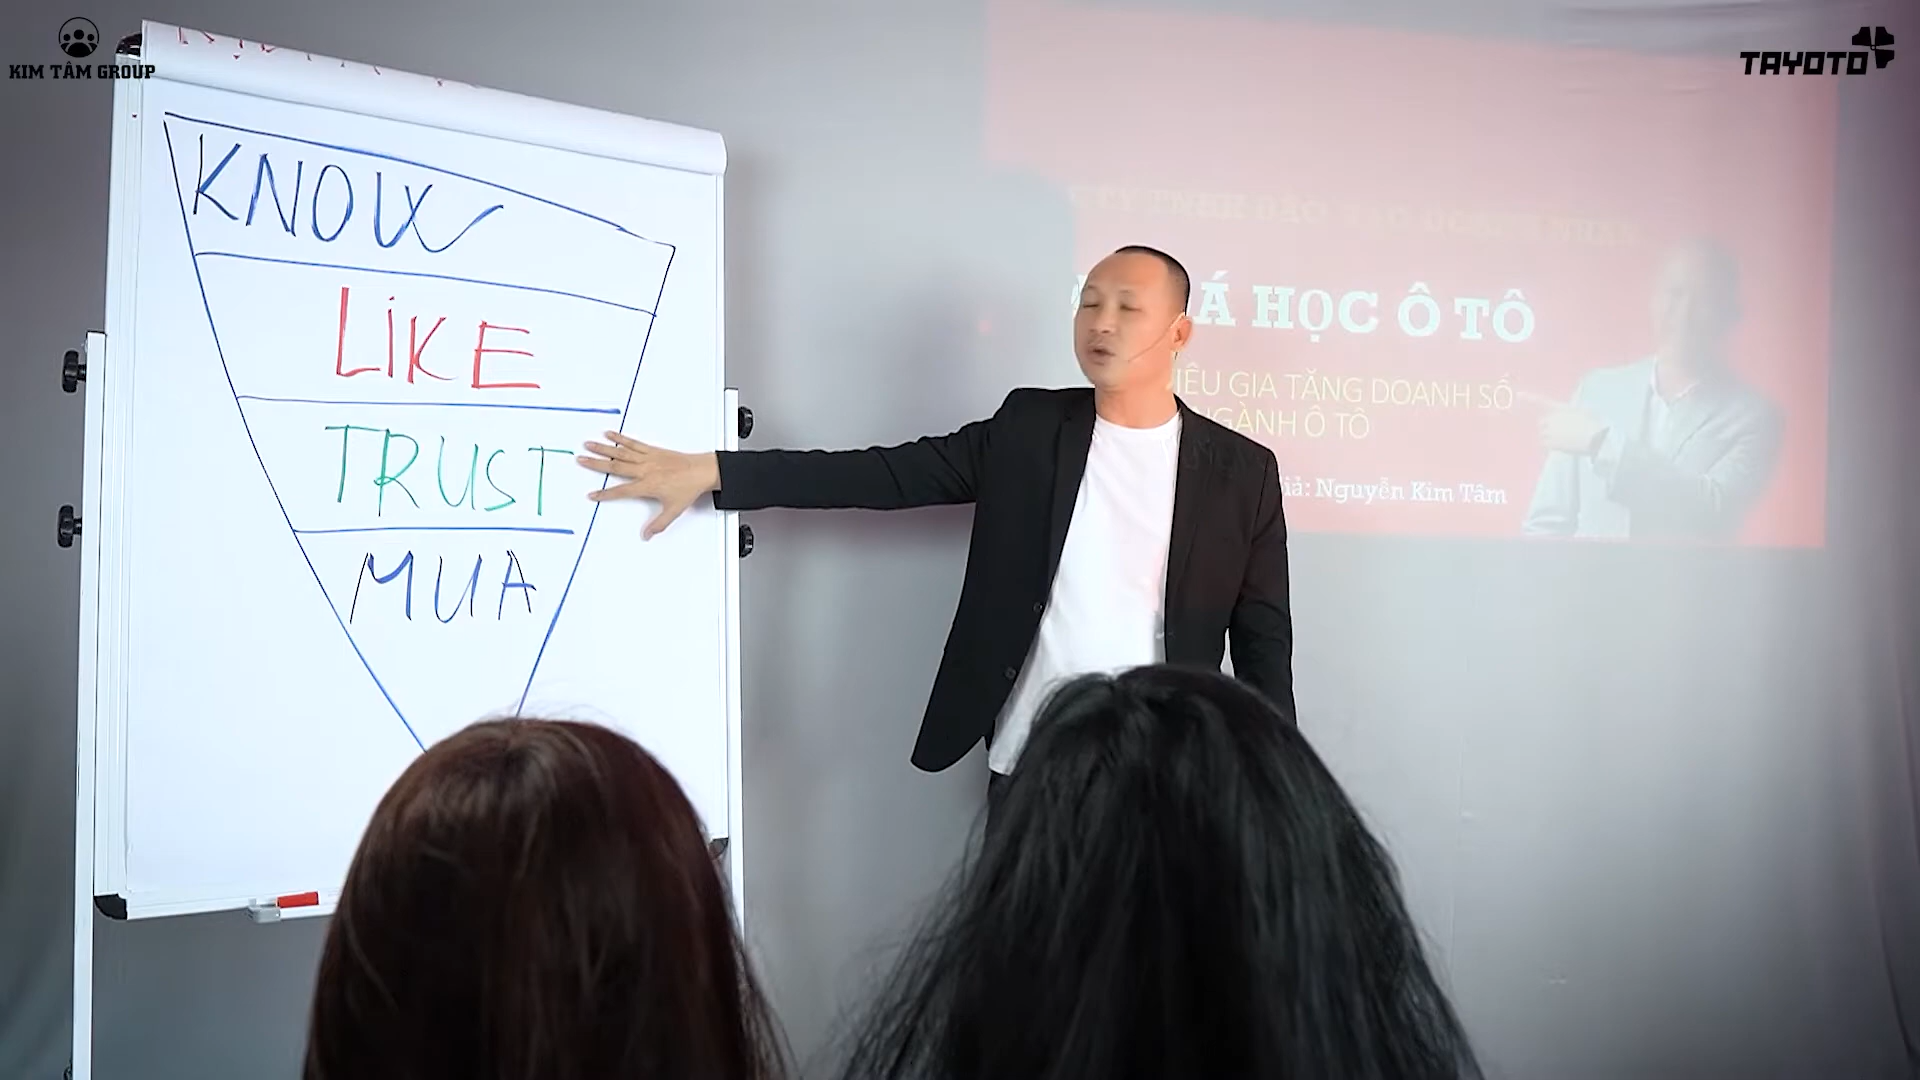 KIM TÂM GROUP
TAYOTO
KNOW
LIKE
TRUST
MUA
Á HỌC Ô TÔ
GIA TĂNG DOANH SỐ
NGÀNH Ô TÔ
Nguyễn Kim Tâm